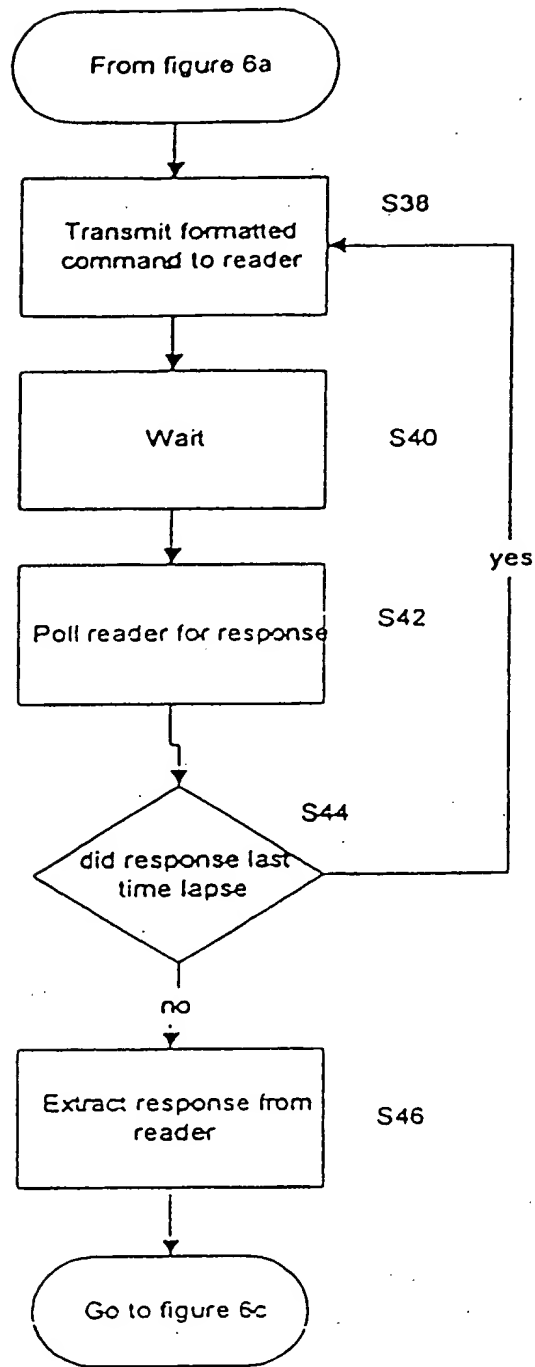 From figure 6a
S38
Transmit formatted
command to reader
Wait
S40
yes
Poll reader for response
S42
S44
did response last
time lapse
no
Extract response from
reader
S46
Go to figure 6c